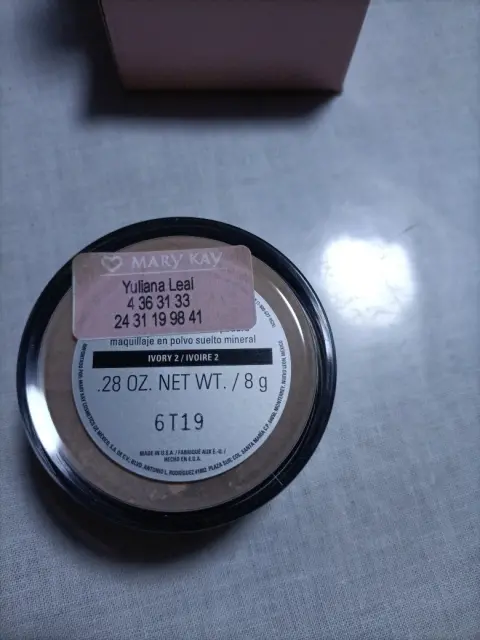 MARY KAY
Yuliana Leal
4 36 31 33
24 31 19 98 41
maquillaje en polvo suelto mineral
IVORY 2 / IVOIRE 2
.28 OZ. NET WT. / 8 g
6T19
MADE IN U.S.A. / FABRIQUÉ AUX É.-U. /
HECHO EN E.U.A.